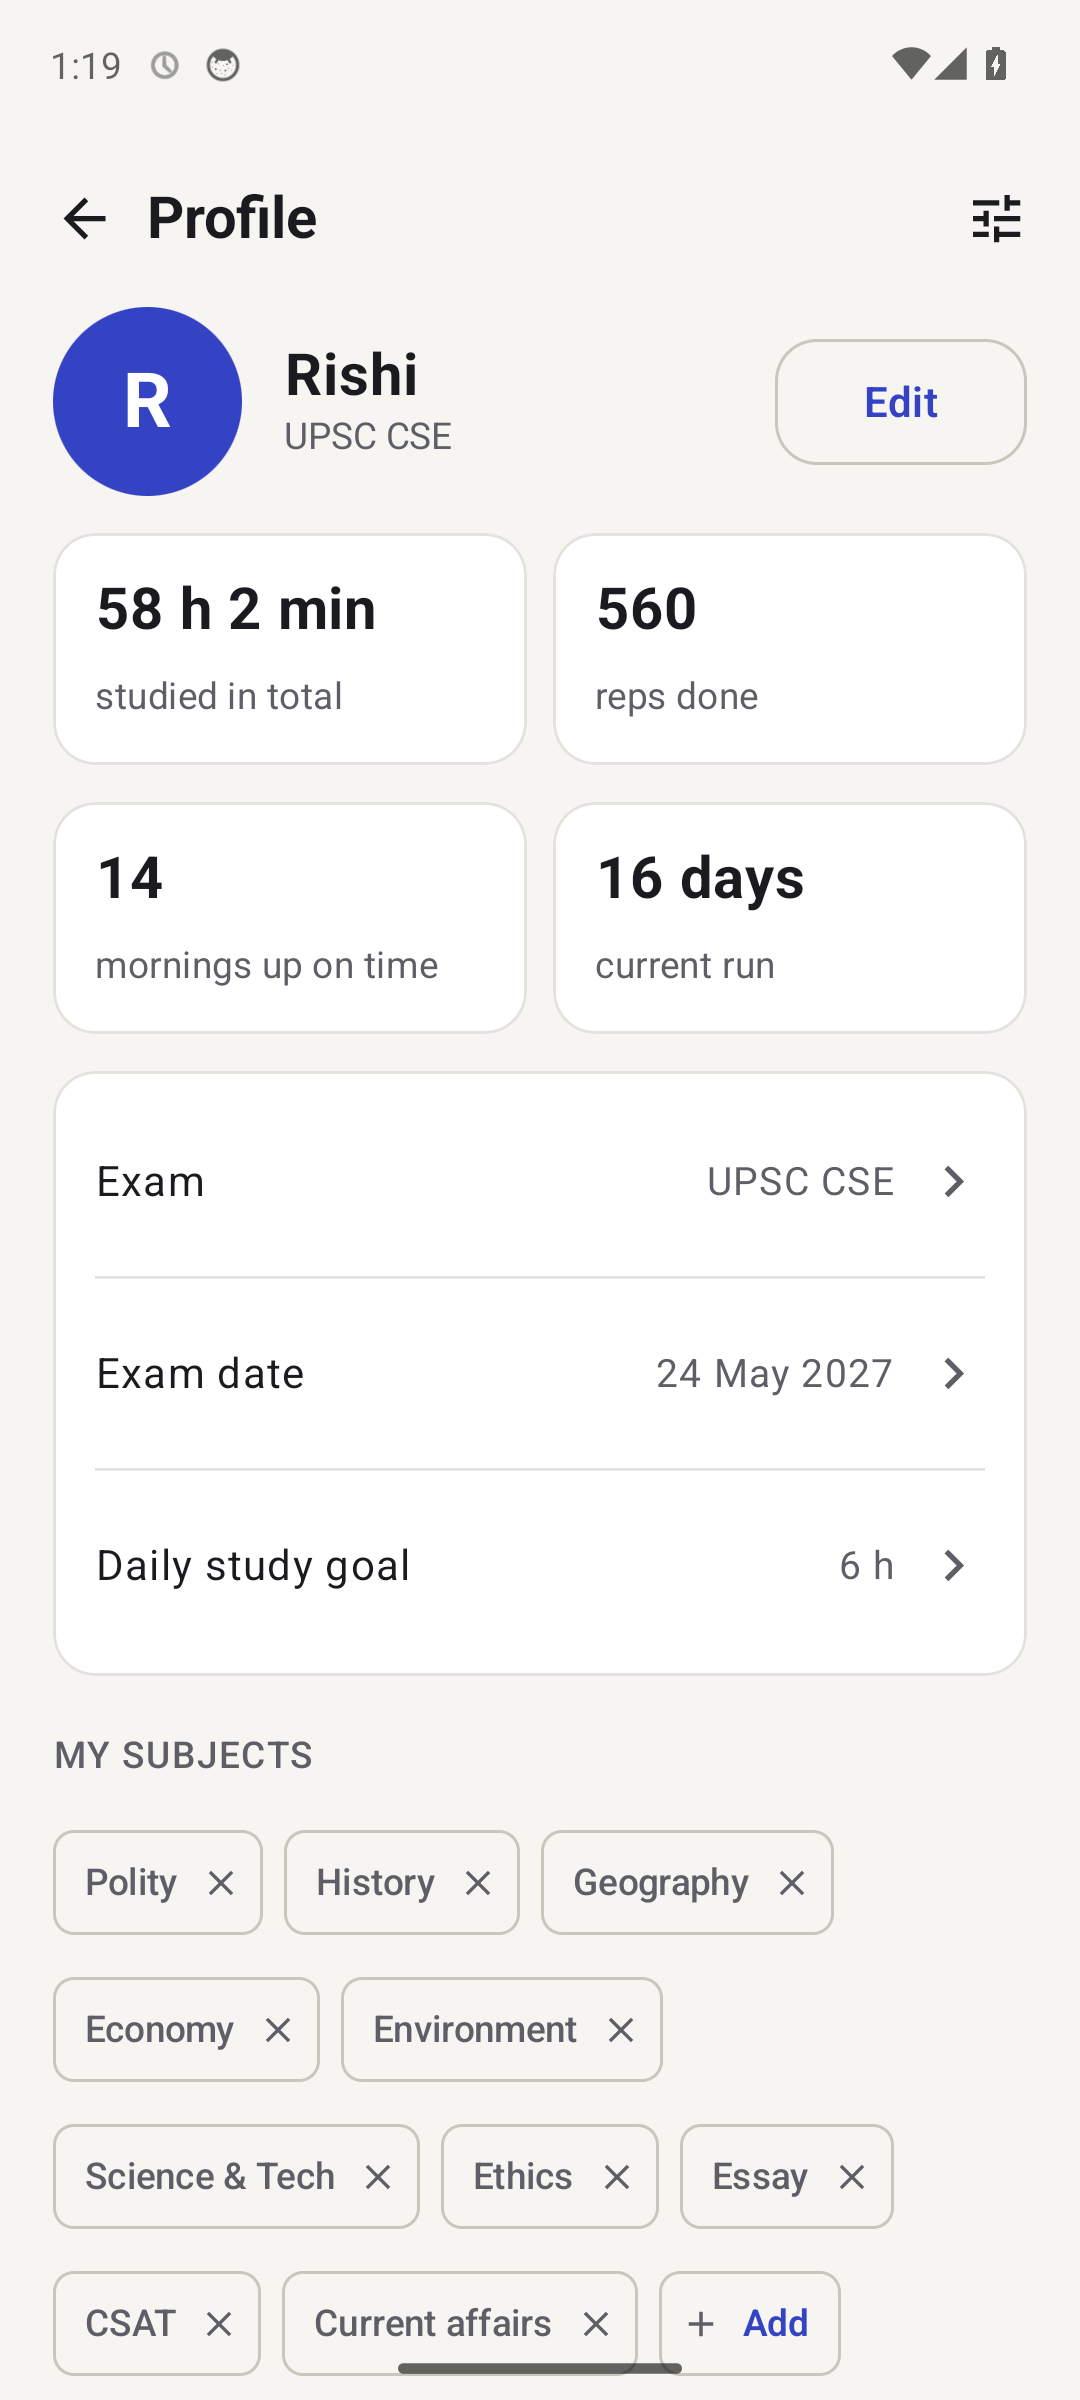 1:19
Profile
R
Rishi
UPSC CSE
Edit
58 h 2 min
studied in total
560
reps done
14
mornings up on time
16 days
current run
Exam
UPSC CSE
Exam date
24 May 2027
Daily study goal
6 h
MY SUBJECTS
Polity
History
Geography
Economy
Environment
Science & Tech
Ethics
Essay
CSAT
Current affairs
+ Add